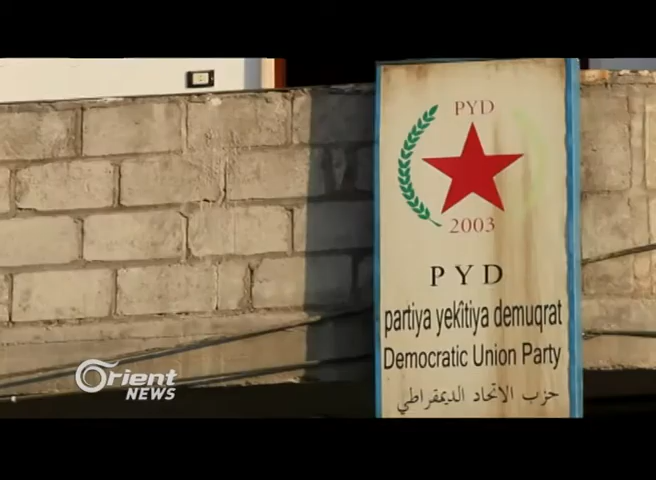 PYD
2003
PYD
partiya yekîtiya demuqrat
Democratic Union Party
حزب الاتحاد الديمقراطي
Orient
NEWS